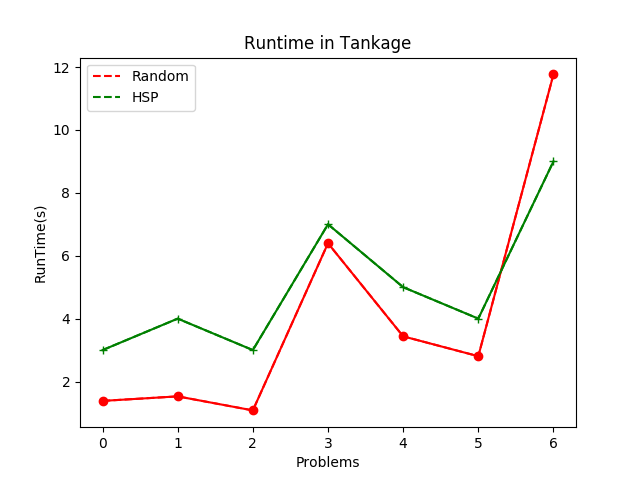 Runtime in Tankage
Random
HSP
12
10
8
6
4
2
RunTime(s)
0 1 2 3 4 5 6
Problems